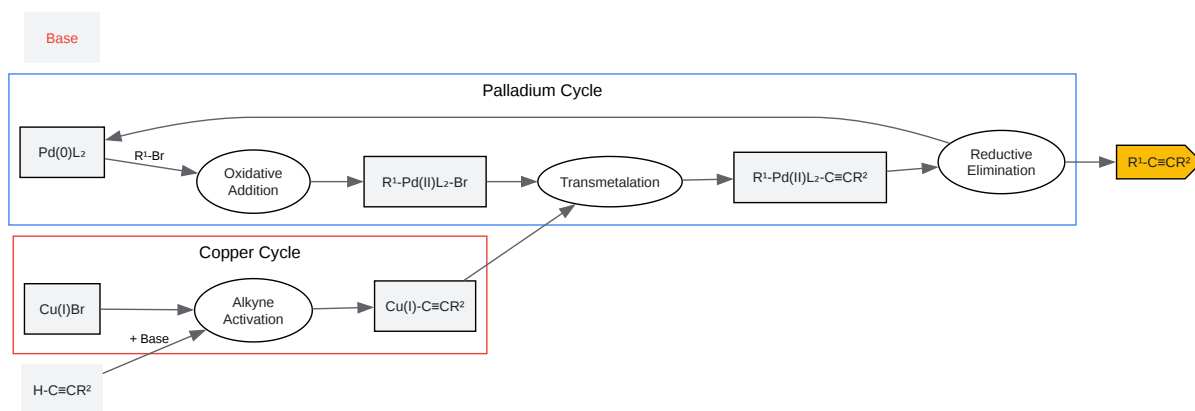 Base
Palladium Cycle
Pd(0)L₂
R¹-Br
Oxidative
Addition
R¹-Pd(II)L₂-Br
Transmetalation
R¹-Pd(II)L₂-C≡CR²
Reductive
Elimination
R¹-C≡CR²
Copper Cycle
Cu(I)Br
Alkyne
Activation
Cu(I)-C≡CR²
+ Base
H-C≡CR²